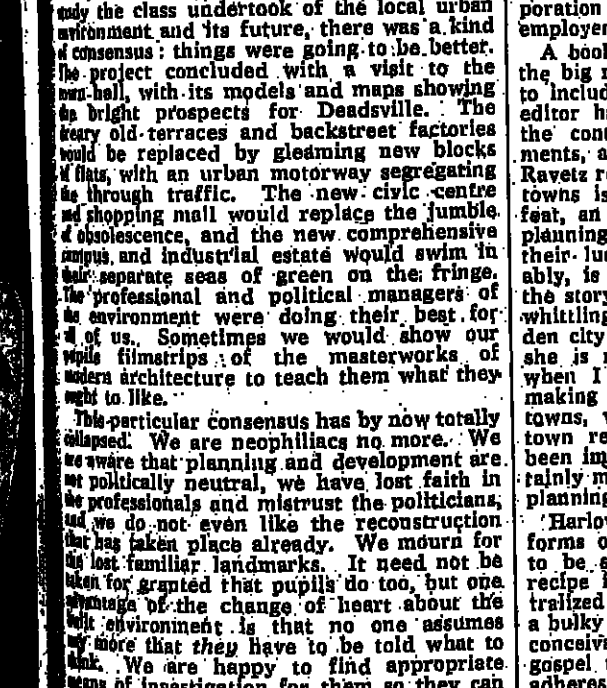 study the class undertook of the local urban
environment and its future, there was a kind
of consensus : things were going to be better.
The project concluded with a visit to the
town-hall, with its models and maps showing
the bright prospects for Deadsville. The
dreary old terraces and backstreet factories
would be replaced by gleaming new blocks
of flats, with an urban motorway segregating
the through traffic. The new civic centre
and shopping mall would replace the jumble
of obsolescence, and the new comprehensive
campus and industrial estate would swim in
their separate seas of green on the fringe.
The professional and political managers of
the environment were doing their best for
all of us. Sometimes we would show our
pupils filmstrips of the masterworks of
modern architecture to teach them what they
ought to like.
This particular consensus has by now totally
collapsed. We are neophiliacs no more. We
are aware that planning and development are
not politically neutral, we have lost faith in
the professionals and mistrust the politicians,
and we do not even like the reconstruction
that has taken place already. We mourn for
the lost familiar landmarks. It need not be
taken for granted that pupils do too, but one
advantage of the change of heart about the
built environment is that no one assumes
any more that they have to be told what to
think. We are happy to find appropriate
means of investigation for them so they can
poration
employer
A book
the big
to includ
editor h
the con
ments, a
Ravetz r
towns is
feat, an
planning
their lu
ably, is
the story
whittling
den city
she is
when I
making
towns,
town re
been im
tainly m
planning
'Harlow
forms o
to be s
recipe i
tralized
a bulky
conceivi
gospel
adheres